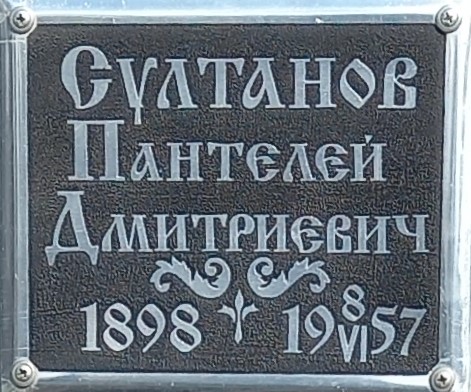 Султанов
Пантелей
Дмитриевич
1898 19 8/VI 57